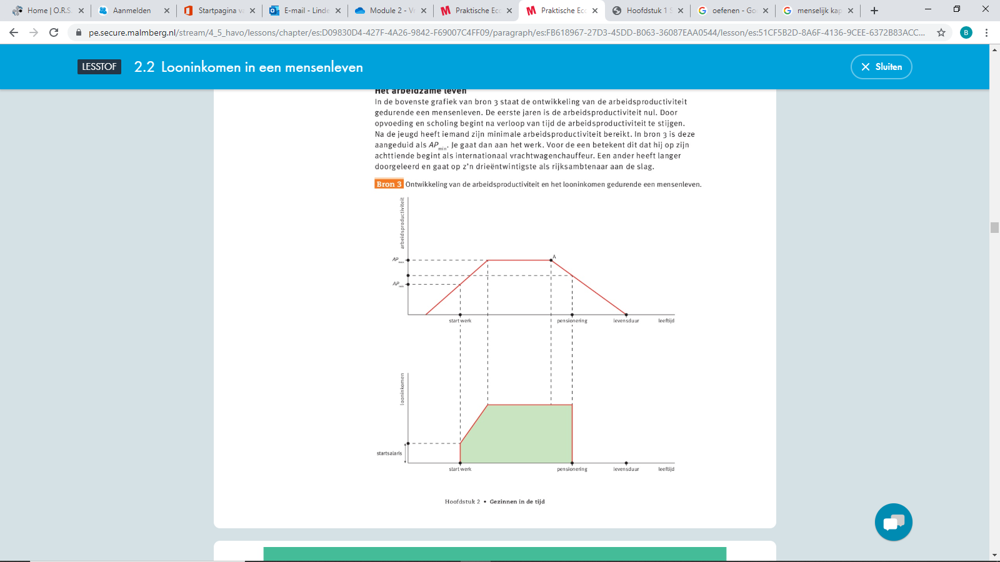 Home | O.R.S.
Aanmelden
Startpagina v
E-mail - Linde
Module 2 - Vr
Praktische Ec
Praktische Ec
Hoofdstuk 1 S
oefenen - Go
menselijk kap
pe.secure.malmberg.nl/stream/4_5_havo/lessons/chapter/es:D09830D4-427F-4A26-9842-F69007C4FF09/paragraph/es:FB618967-27D3-45DD-B063-36087EAA0544/lesson/es:51CF5B2D-8A6F-4136-9CEE-6372B83ACC...
B
LESSTOF 2.2 Looninkomen in een mensenleven
Sluiten
Het arbeidzame leven
In de bovenste grafiek van bron 3 staat de ontwikkeling van de arbeidsproductiviteit
gedurende een mensenleven. De eerste jaren is de arbeidsproductiviteit nul. Door
opvoeding en scholing begint na verloop van tijd de arbeidsproductiviteit te stijgen.
Na de jeugd heeft iemand zijn minimale arbeidsproductiviteit bereikt. In bron 3 is deze
aangeduid als APmin. Je gaat dan aan het werk. Voor de een betekent dit dat hij op zijn
achttiende begint als internationaal vrachtwagenchauffeur. Een ander heeft langer
doorgeleerd en gaat op z'n drieëntwintigste als rijksambtenaar aan de slag.
Bron 3 Ontwikkeling van de arbeidsproductiviteit en het looninkomen gedurende een mensenleven.
arbeidsproductiviteit
APmax
A
APmin
start werk
pensionering
levensduur
leeftijd
looninkomen
startsalaris
start werk
pensionering
levensduur
leeftijd
Hoofdstuk 2 • Gezinnen in de tijd